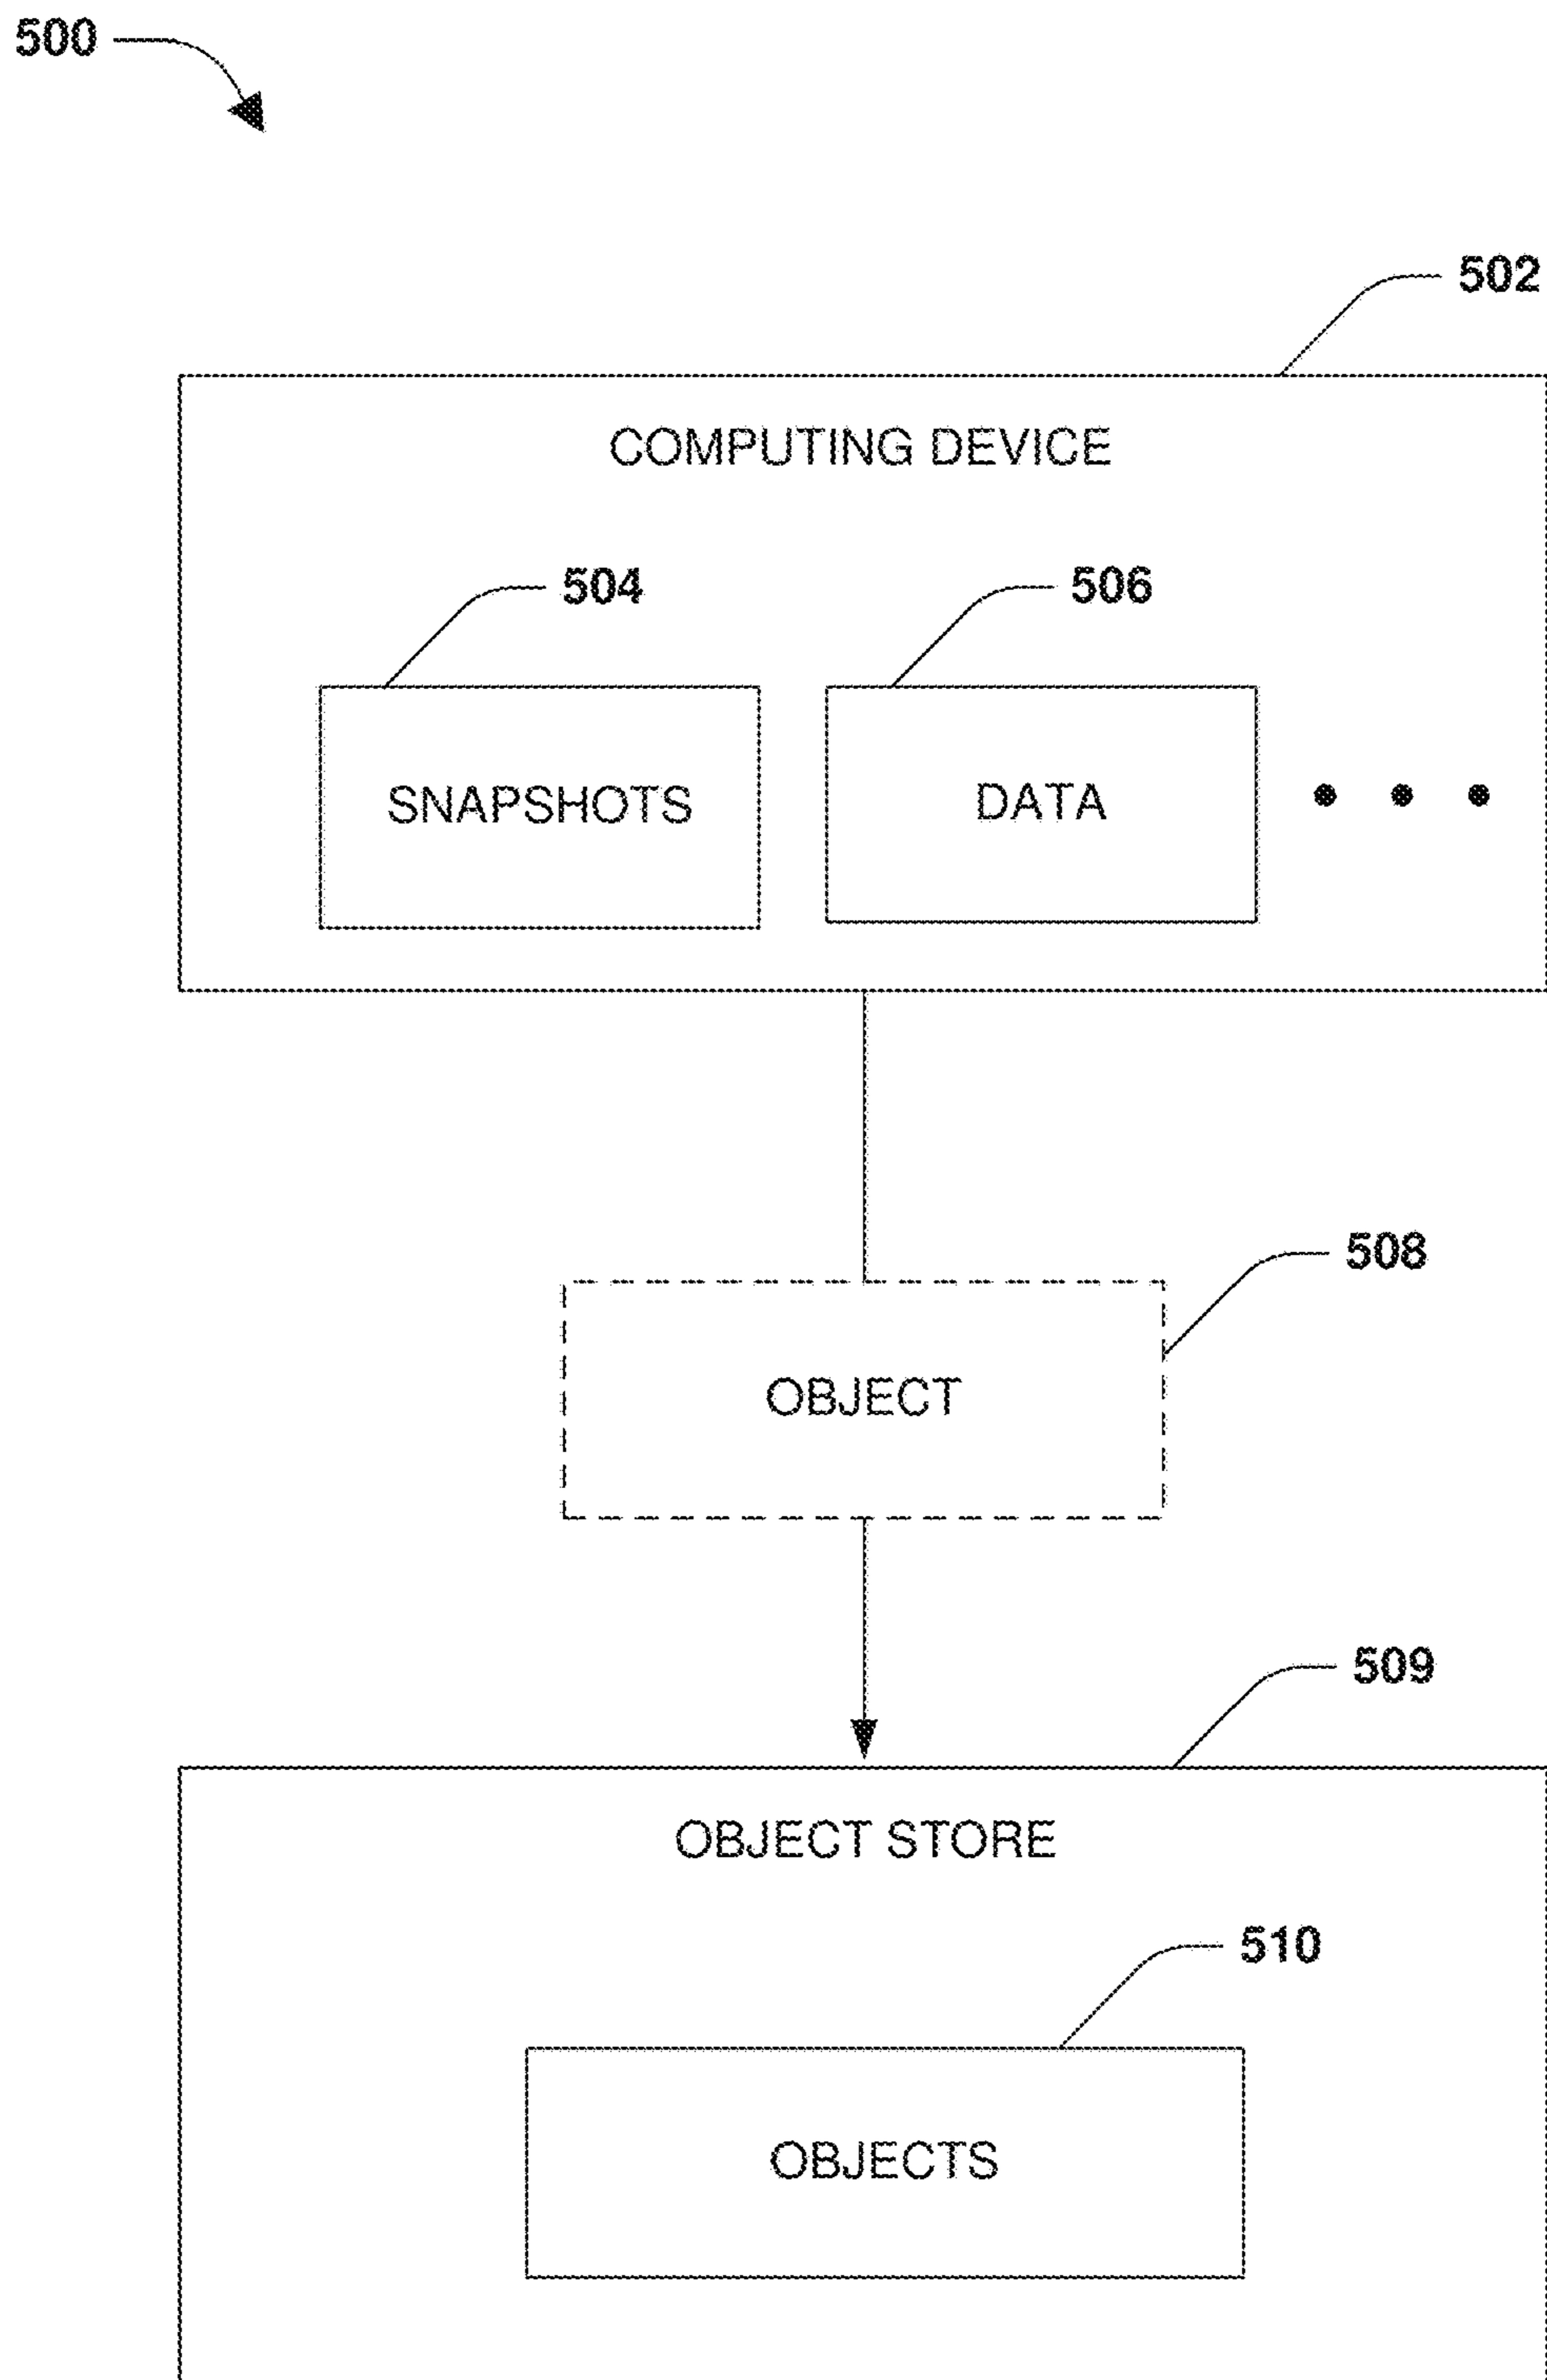 500
502
COMPUTING DEVICE
504
506
SNAPSHOTS
DATA
508
OBJECT
509
OBJECT STORE
510
OBJECTS